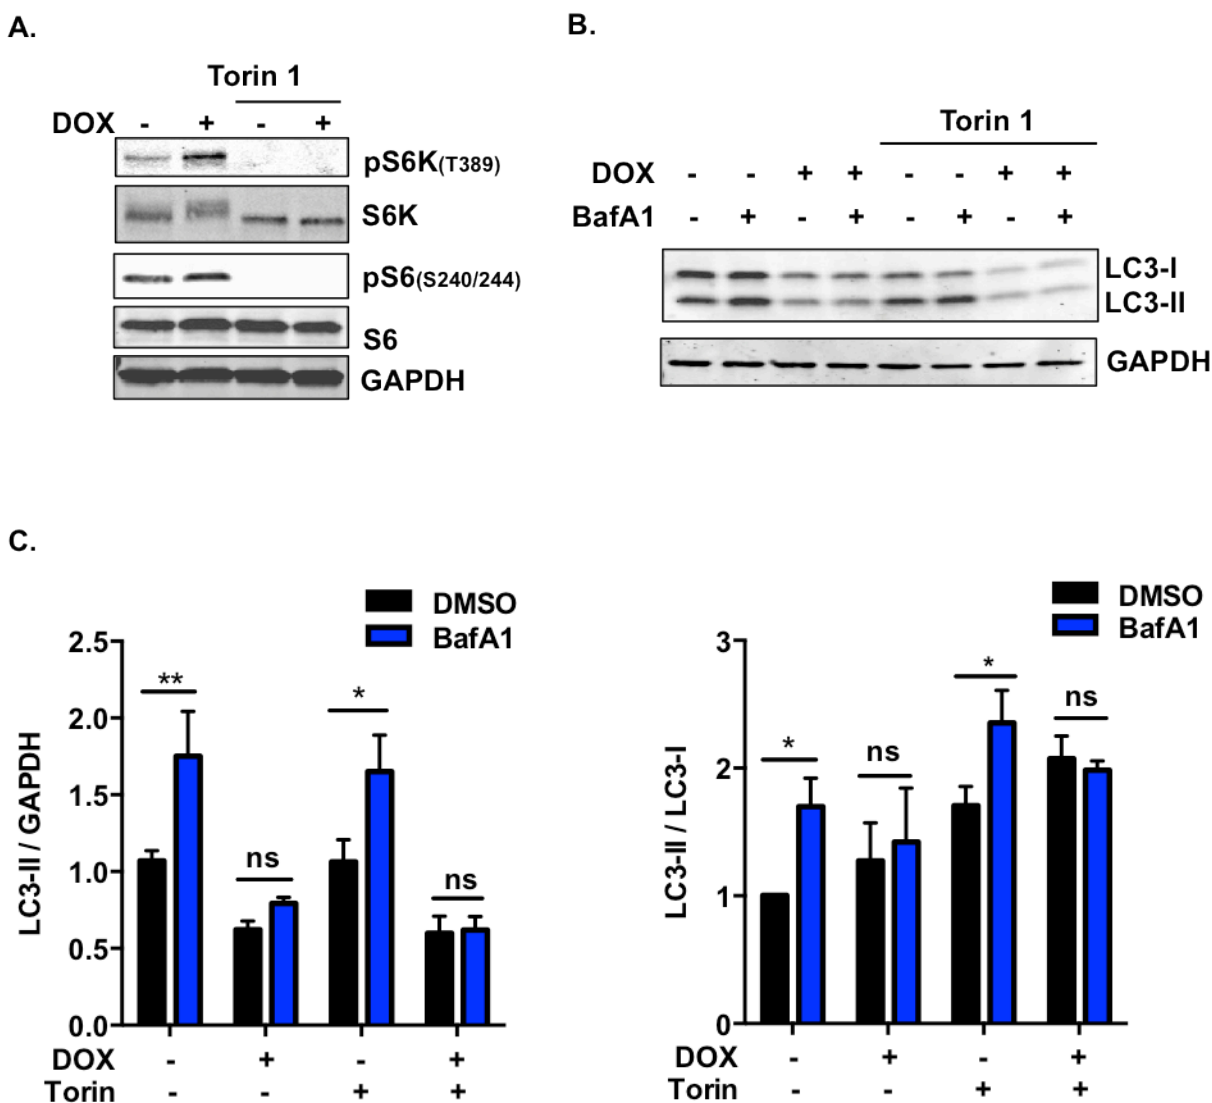 A.
Torin 1
DOX - + - +
pS6K(T389)
S6K
pS6(S240/244)
S6
GAPDH
B.
Torin 1
DOX - - + + - - + +
BafA1 - + - + - + - +
LC3-I
LC3-II
GAPDH
C.
DMSO
BafA1
LC3-II / GAPDH
2.5
2.0
1.5
1.0
0.5
0.0
**
ns
*
ns
DOX - + - +
Torin - - + +
DMSO
BafA1
LC3-II / LC3-I
3
2
1
0
*
ns
*
ns
DOX - + - +
Torin - - + +